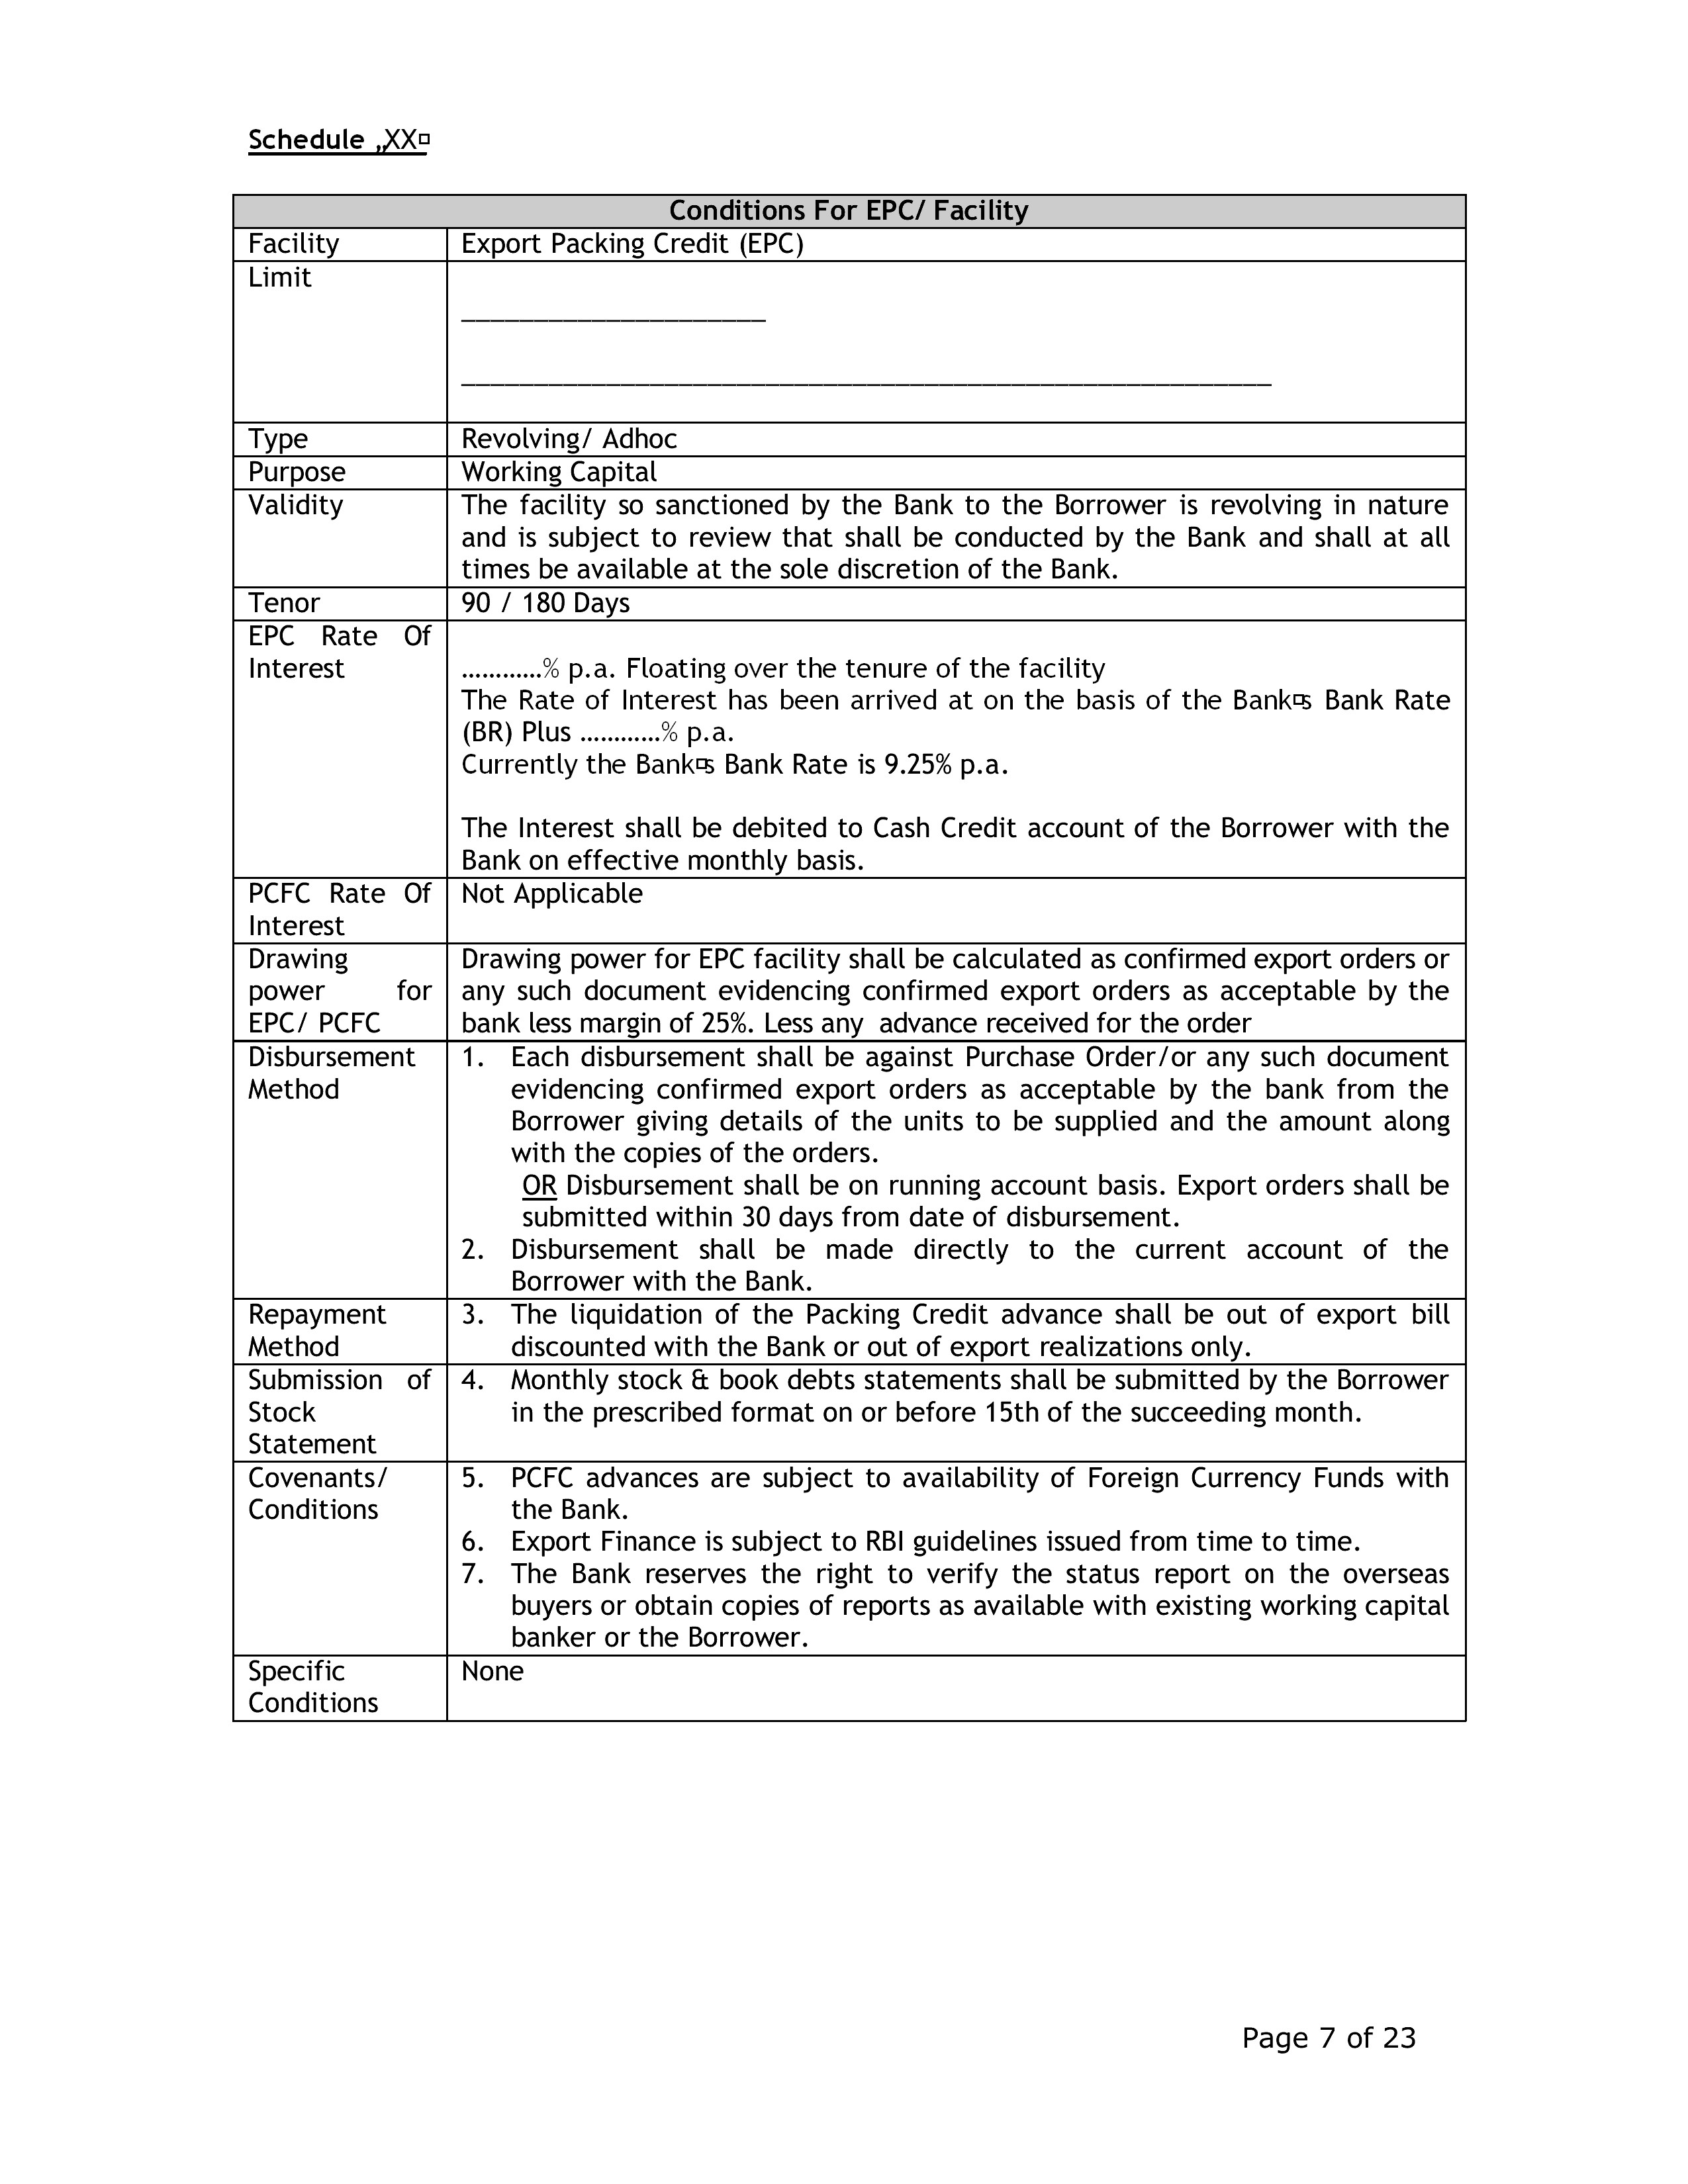 Schedule „XX□
Conditions For EPC/ Facility
Facility
Export Packing Credit (EPC)
Limit
_____________________
________________________________________________________
Type
Revolving/ Adhoc
Purpose
Working Capital
Validity
The facility so sanctioned by the Bank to the Borrower is revolving in nature
and is subject to review that shall be conducted by the Bank and shall at all
times be available at the sole discretion of the Bank.
Tenor
90 / 180 Days
EPC Rate Of
Interest
…………% p.a. Floating over the tenure of the facility
The Rate of Interest has been arrived at on the basis of the Bank□s Bank Rate
(BR) Plus …………% p.a.
Currently the Bank□s Bank Rate is 9.25% p.a.
The Interest shall be debited to Cash Credit account of the Borrower with the
Bank on effective monthly basis.
PCFC Rate Of
Interest
Not Applicable
Drawing
power for
EPC/ PCFC
Drawing power for EPC facility shall be calculated as confirmed export orders or
any such document evidencing confirmed export orders as acceptable by the
bank less margin of 25%. Less any  advance received for the order
Disbursement
Method
1. Each disbursement shall be against Purchase Order/or any such document
evidencing confirmed export orders as acceptable by the bank from the
Borrower giving details of the units to be supplied and the amount along
with the copies of the orders.
OR Disbursement shall be on running account basis. Export orders shall be
submitted within 30 days from date of disbursement.
2. Disbursement shall be made directly to the current account of the
Borrower with the Bank.
Repayment
Method
3. The liquidation of the Packing Credit advance shall be out of export bill
discounted with the Bank or out of export realizations only.
Submission of
Stock
Statement
4. Monthly stock & book debts statements shall be submitted by the Borrower
in the prescribed format on or before 15th of the succeeding month.
Covenants/
Conditions
5. PCFC advances are subject to availability of Foreign Currency Funds with
the Bank.
6. Export Finance is subject to RBI guidelines issued from time to time.
7. The Bank reserves the right to verify the status report on the overseas
buyers or obtain copies of reports as available with existing working capital
banker or the Borrower.
Specific
Conditions
None
Page 7 of 23